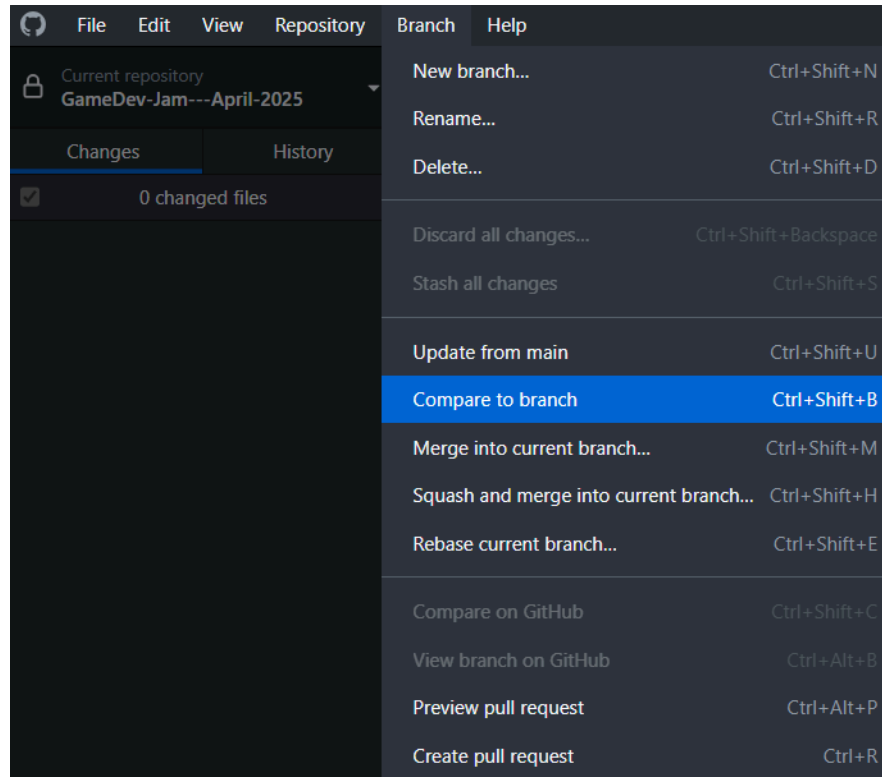 File Edit View Repository Branch Help
Current repository
GameDev-Jam---April-2025
Changes History
0 changed files
New branch... Ctrl+Shift+N
Rename... Ctrl+Shift+R
Delete... Ctrl+Shift+D
Discard all changes... Ctrl+Shift+Backspace
Stash all changes Ctrl+Shift+S
Update from main Ctrl+Shift+U
Compare to branch Ctrl+Shift+B
Merge into current branch... Ctrl+Shift+M
Squash and merge into current branch... Ctrl+Shift+H
Rebase current branch... Ctrl+Shift+E
Compare on GitHub Ctrl+Shift+C
View branch on GitHub Ctrl+Alt+B
Preview pull request Ctrl+Alt+P
Create pull request Ctrl+R